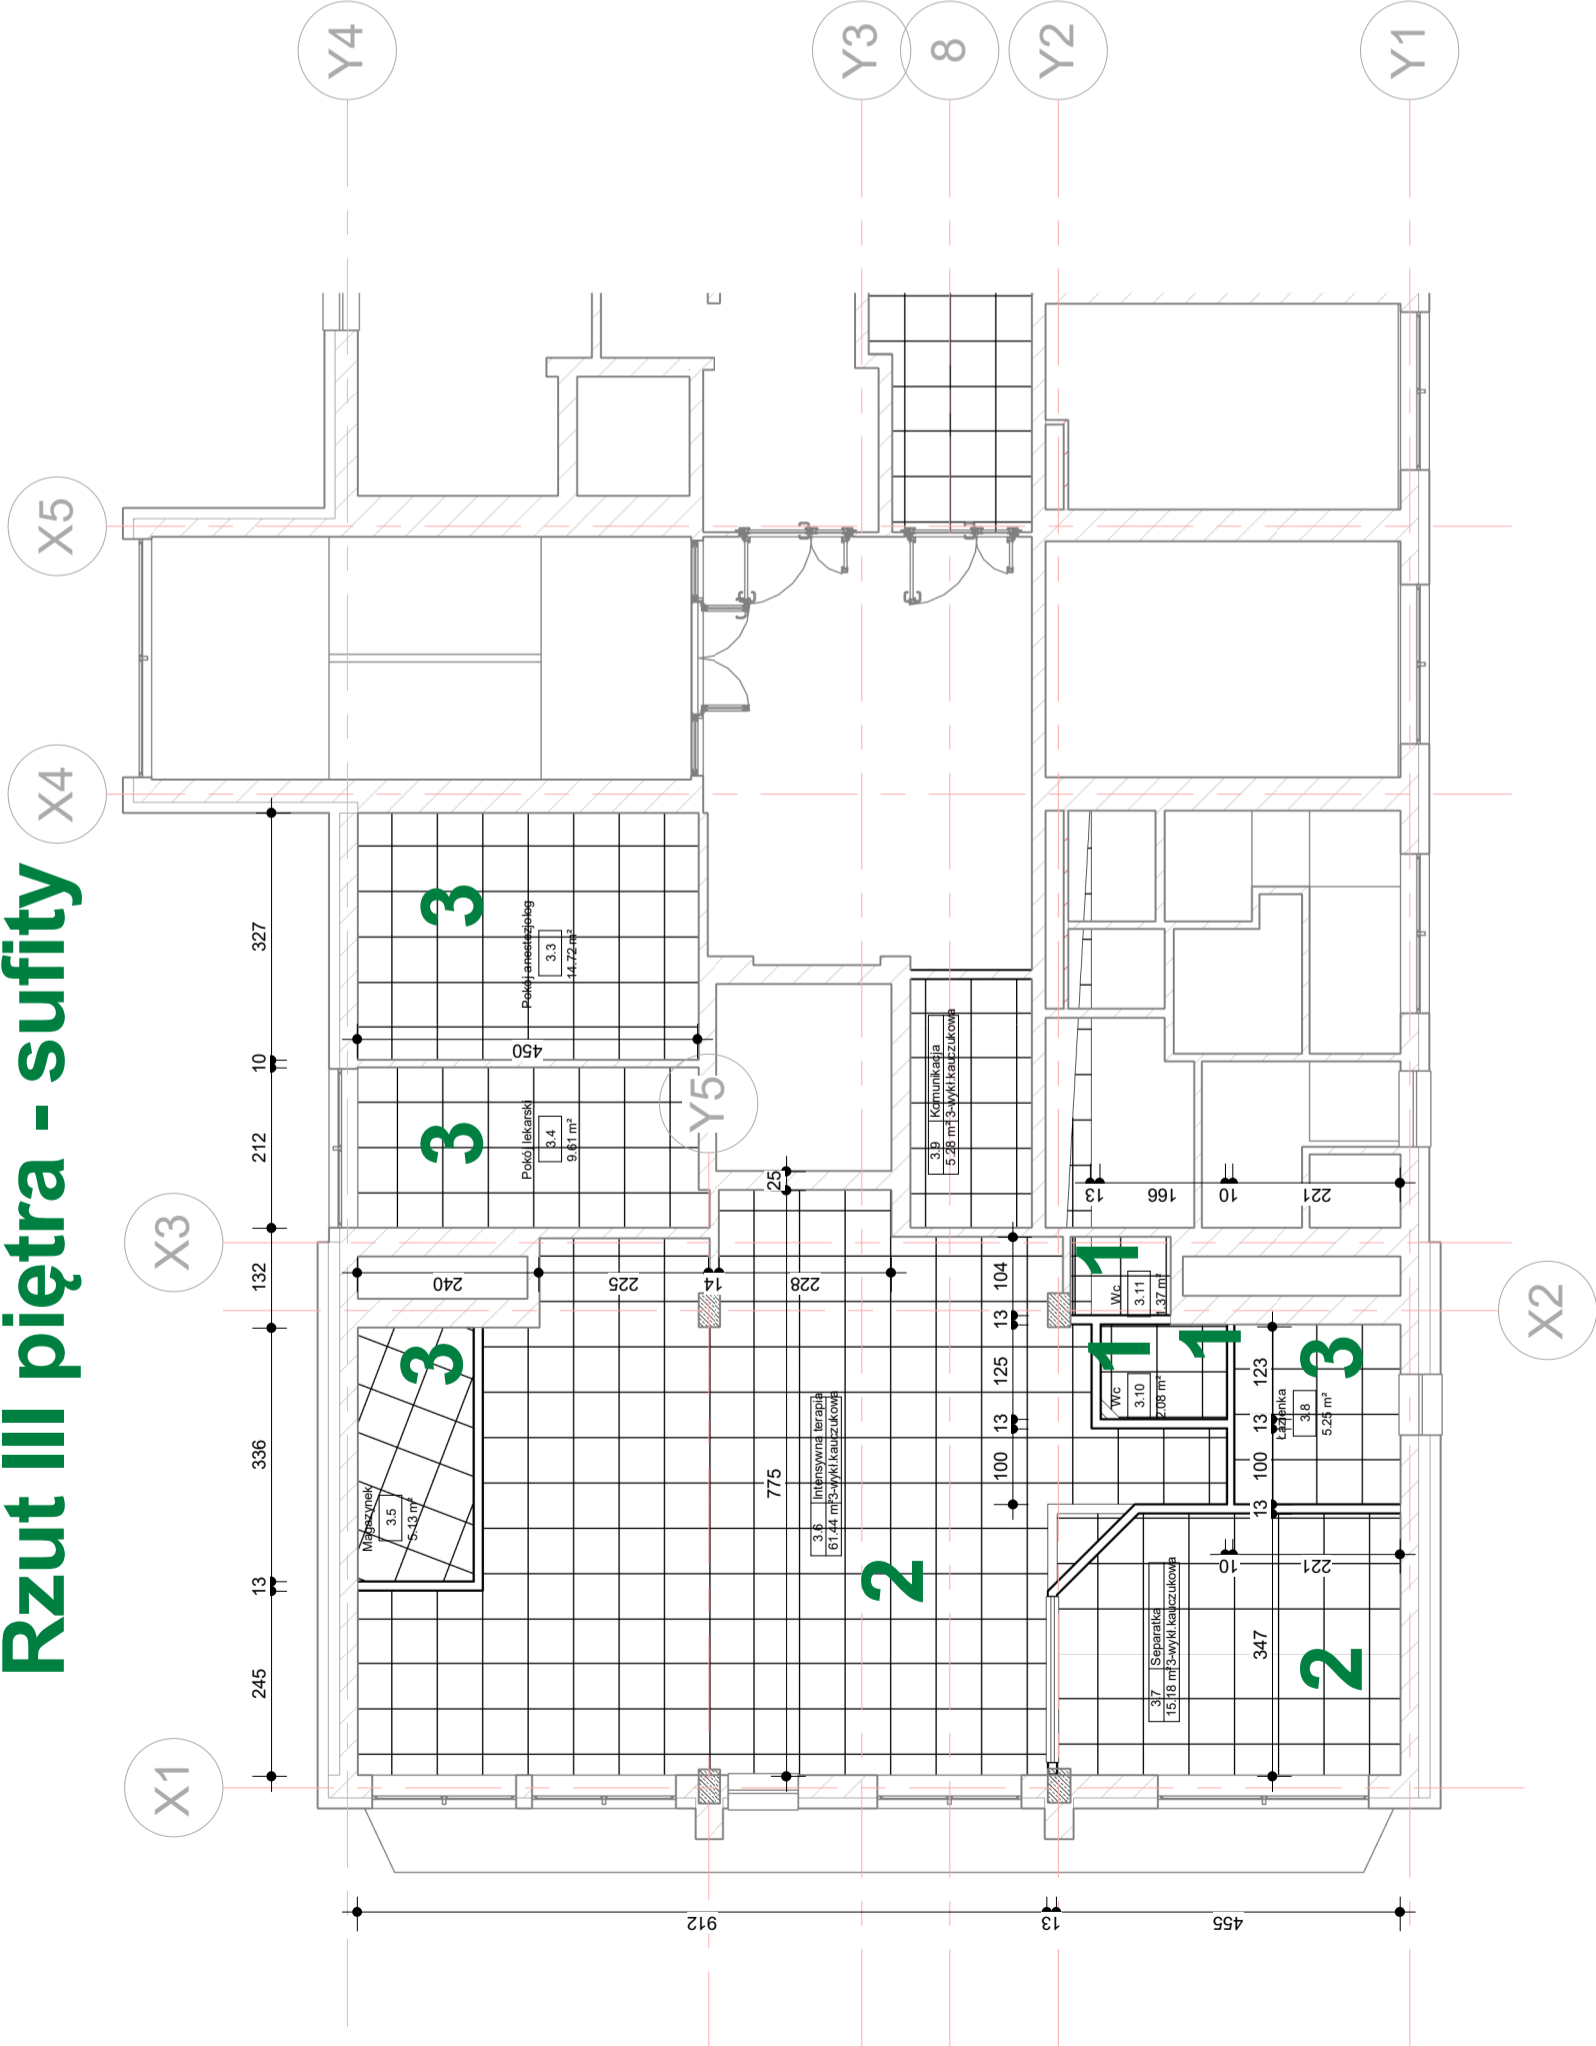 Rzut III piętra - sufity
Y4
Y3
8
Y2
Y1
X5
X4
X3
X2
X1
Y5
327
10
212
132
336
13
245
450
Pokój anestezjolog
3.3
14.72 m²
3
Pokój lekarski
3.4
9.61 m²
3
240
225
14
228
25
Magazynek
3.5
5.13 m²
3
3.6 Intensywna terapia
61.44 m² 3-wykł.kauczukowa
2
775
3.9 Komunikacja
5.28 m² 3-wykł.kauczukowa
104
13
125
13
100
13
166
10
221
Wc
3.11
1.37 m²
1
Wc
3.10
2.08 m²
1
1
Łazienka
3.8
5.25 m²
3
123
13
100
13
347
10
221
3.7 Separatka
15.18 m² 3-wykł.kauczukowa
2
912
13
455